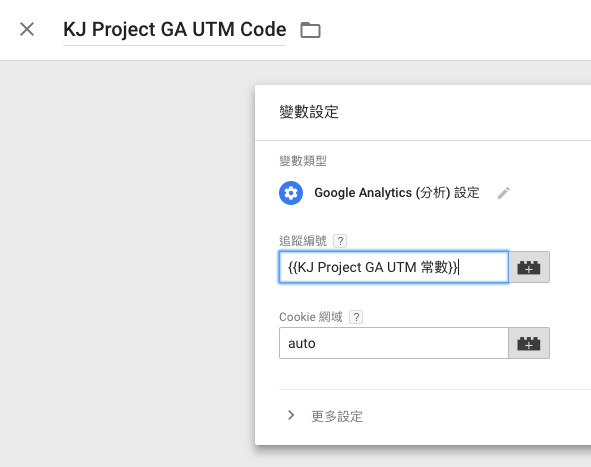 KJ Project GA UTM Code
變數設定
變數類型
Google Analytics (分析) 設定
追蹤編號 ?
{{KJ Project GA UTM 常數}}
Cookie 網域 ?
auto
更多設定